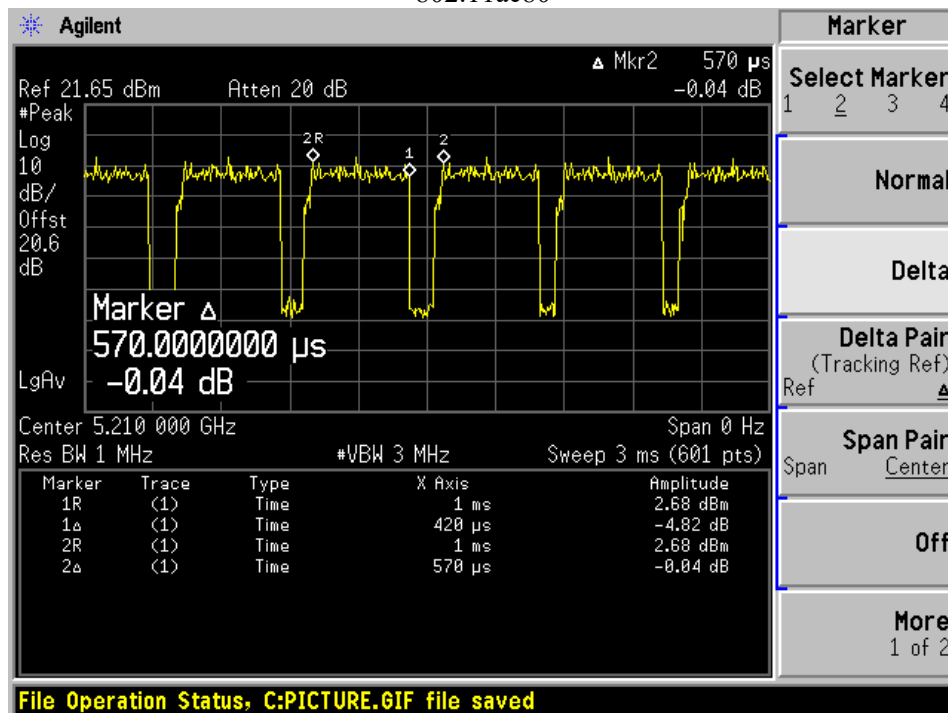 Agilent
Marker
Δ Mkr2 570 µs
Ref 21.65 dBm Atten 20 dB -0.04 dB
#Peak
Log
10
dB/
Offst
20.6
dB
LgAv
2R
1
2
Marker Δ
570.0000000 µs
-0.04 dB
Center 5.210 000 GHz Span 0 Hz
Res BW 1 MHz #VBW 3 MHz Sweep 3 ms (601 pts)
Marker Trace Type X Axis Amplitude
1R (1) Time 1 ms 2.68 dBm
1Δ (1) Time 420 µs -4.82 dB
2R (1) Time 1 ms 2.68 dBm
2Δ (1) Time 570 µs -0.04 dB
Select Marker
1 2 3 4
Normal
Delta
Delta Pair
(Tracking Ref)
Ref Δ
Span Pair
Span Center
Off
More
1 of 2
File Operation Status, C:PICTURE.GIF file saved